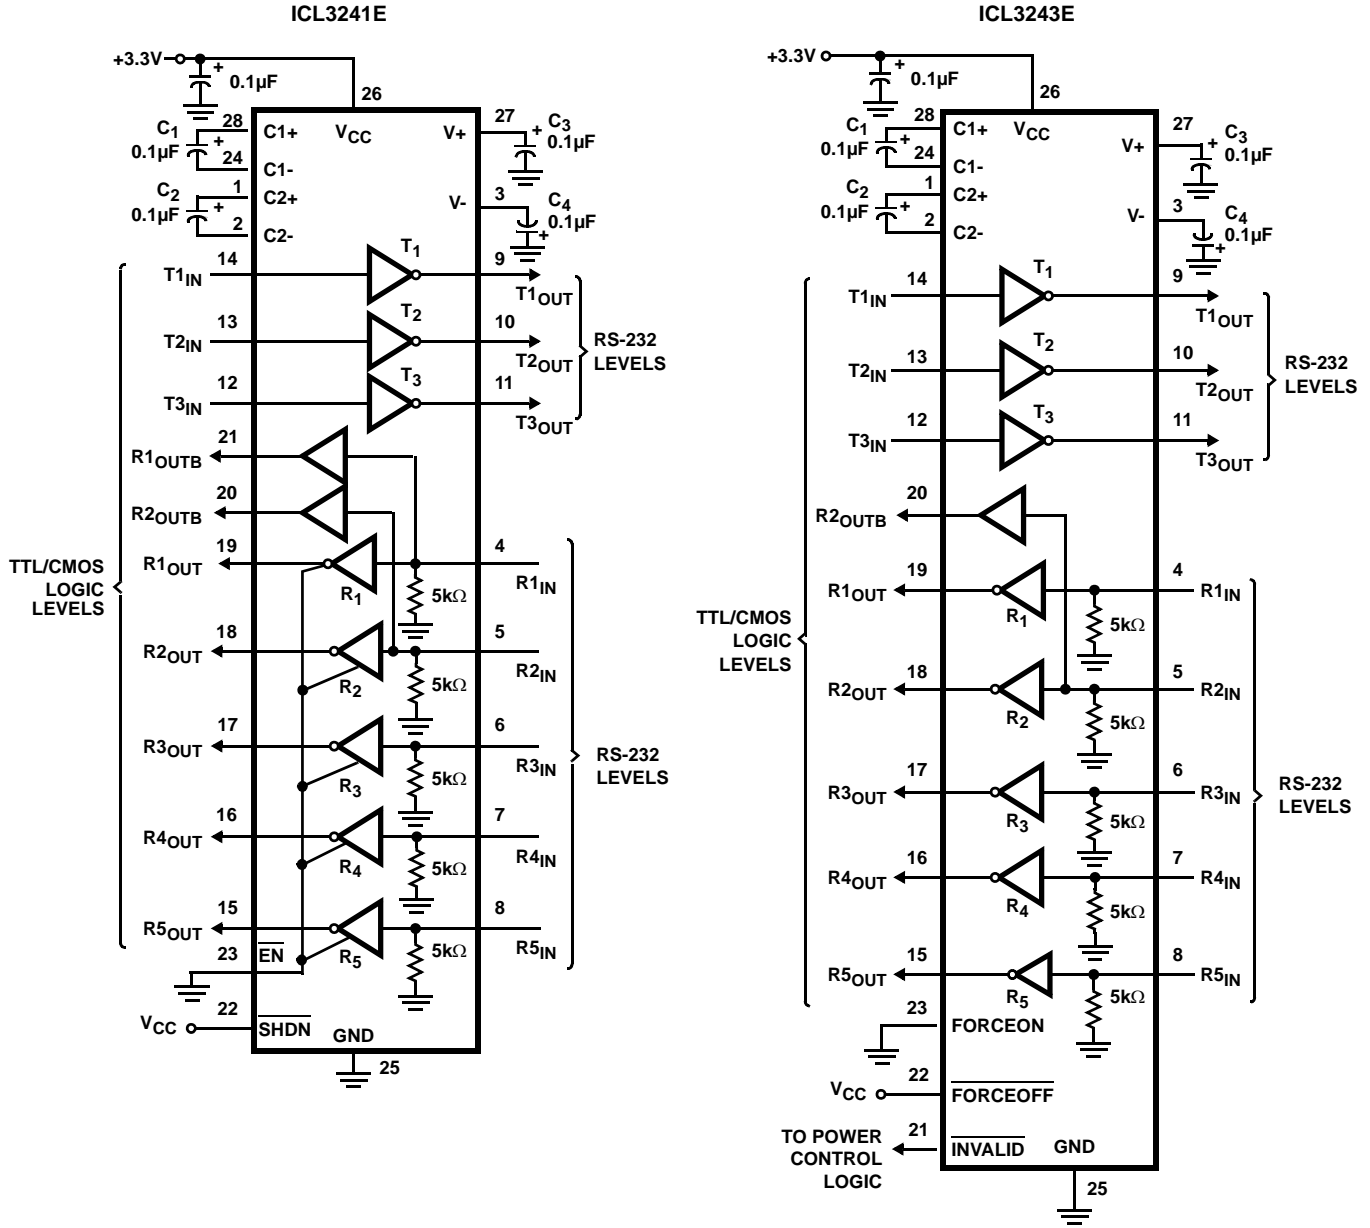 ICL3241E
+3.3V
+
0.1µF
26
C1
0.1µF
+
28
24
C1+
C1-
VCC
V+
27
+
C3
0.1µF
C2
0.1µF
+
1
2
C2+
C2-
V-
3
C4
0.1µF
+
T1IN
14
T1
9
T1OUT
T2IN
13
T2
10
T2OUT
T3IN
12
T3
11
T3OUT
RS-232
LEVELS
21
R1OUTB
20
R2OUTB
TTL/CMOS
LOGIC
LEVELS
R1OUT
19
R1
5kΩ
4
R1IN
R2OUT
18
R2
5kΩ
5
R2IN
R3OUT
17
R3
5kΩ
6
R3IN
R4OUT
16
R4
5kΩ
7
R4IN
R5OUT
15
R5
5kΩ
8
R5IN
RS-232
LEVELS
23
EN
VCC
22
SHDN
GND
25
ICL3243E
+3.3V
+
0.1µF
26
C1
0.1µF
+
28
24
C1+
C1-
VCC
V+
27
+
C3
0.1µF
C2
0.1µF
+
1
2
C2+
C2-
V-
3
C4
0.1µF
+
T1IN
14
T1
9
T1OUT
T2IN
13
T2
10
T2OUT
T3IN
12
T3
11
T3OUT
RS-232
LEVELS
20
R2OUTB
TTL/CMOS
LOGIC
LEVELS
R1OUT
19
R1
5kΩ
4
R1IN
R2OUT
18
R2
5kΩ
5
R2IN
R3OUT
17
R3
5kΩ
6
R3IN
R4OUT
16
R4
5kΩ
7
R4IN
R5OUT
15
R5
5kΩ
8
R5IN
RS-232
LEVELS
23
FORCEON
VCC
22
FORCEOFF
TO POWER
CONTROL
LOGIC
21
INVALID
GND
25